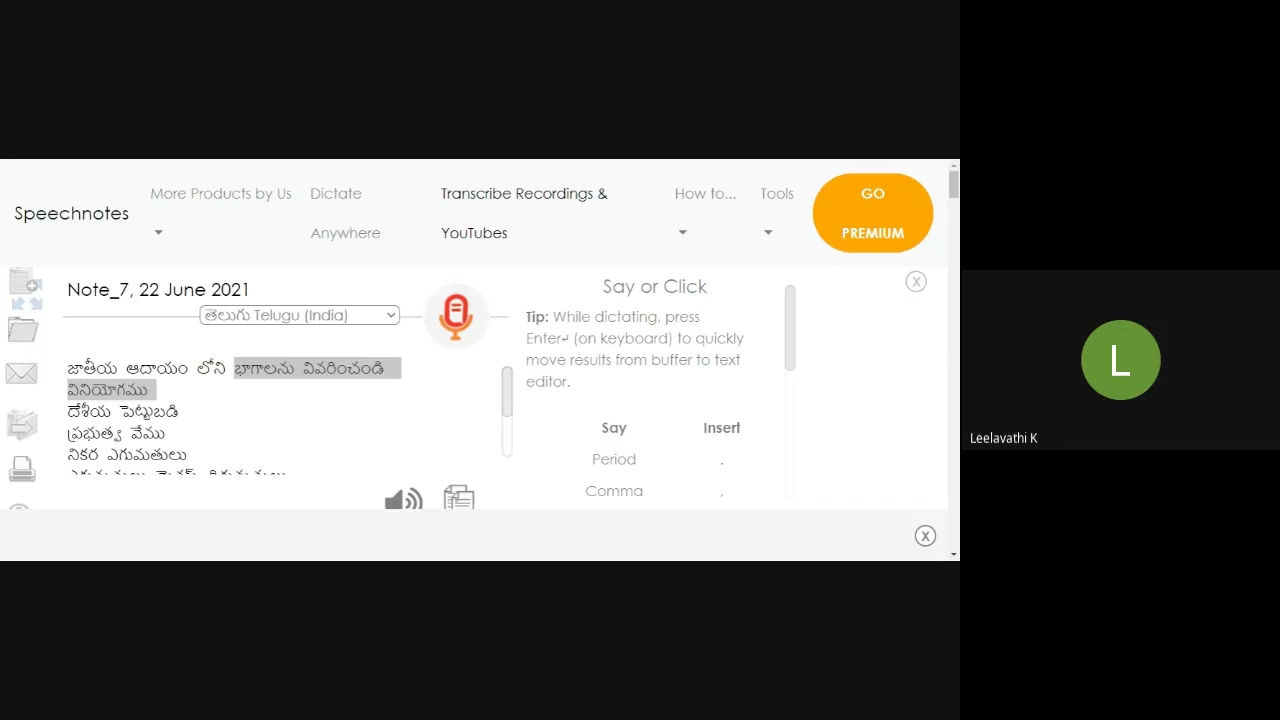 Speechnotes
More Products by Us
Dictate
Anywhere
Transcribe Recordings &
YouTubes
How to...
Tools
GO
PREMIUM
Note_7, 22 June 2021
తెలుగు Telugu (India)
జాతీయ ఆదాయం లోని భాగాలను వివరించండి
వినియోగము
దేశీయ పెట్టుబడి
ప్రభుత్వ వేము
నికర ఎగుమతులు
Say or Click
X
Tip: While dictating, press
Enter↵ (on keyboard) to quickly
move results from buffer to text
editor.
Say Insert
Period .
Comma ,
X
L
Leelavathi K